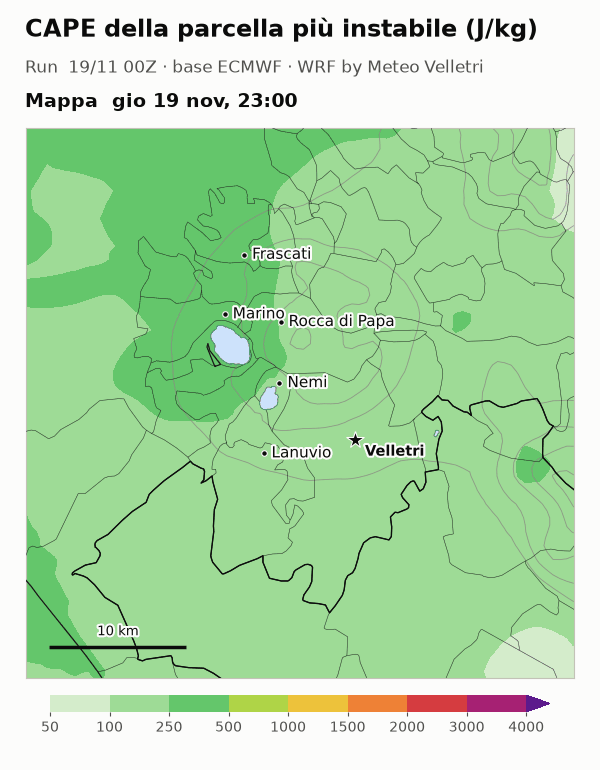 CAPE della parcella più instabile (J/kg)
Run  19/11 00Z · base ECMWF · WRF by Meteo Velletri
Mappa  gio 19 nov, 23:00
Frascati
Marino
Rocca di Papa
Nemi
Velletri
Lanuvio
10 km
50 100 250 500 1000 1500 2000 3000 4000